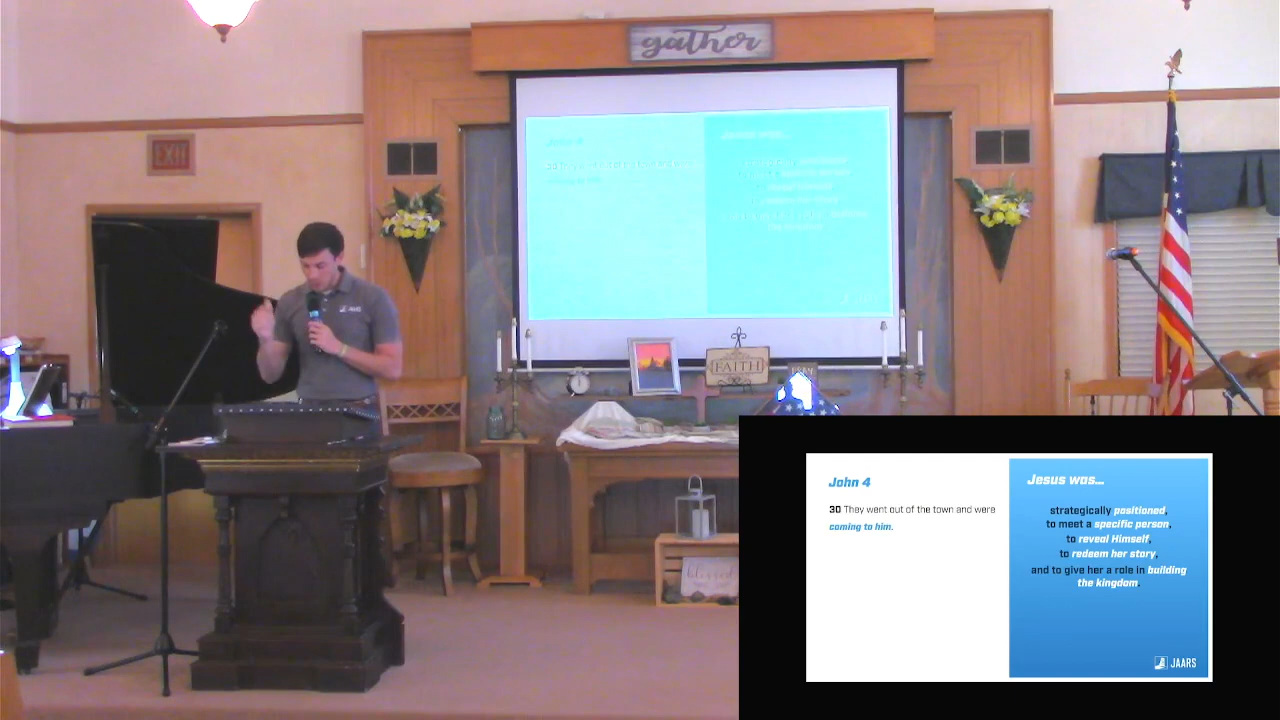 gather
EXIT
JAARS
FAITH
blessed
John 4
30 They went out of the town and were
coming to him.
Jesus was...
strategically positioned,
to meet a specific person,
to reveal Himself,
to redeem her story,
and to give her a role in building
the kingdom.
JAARS